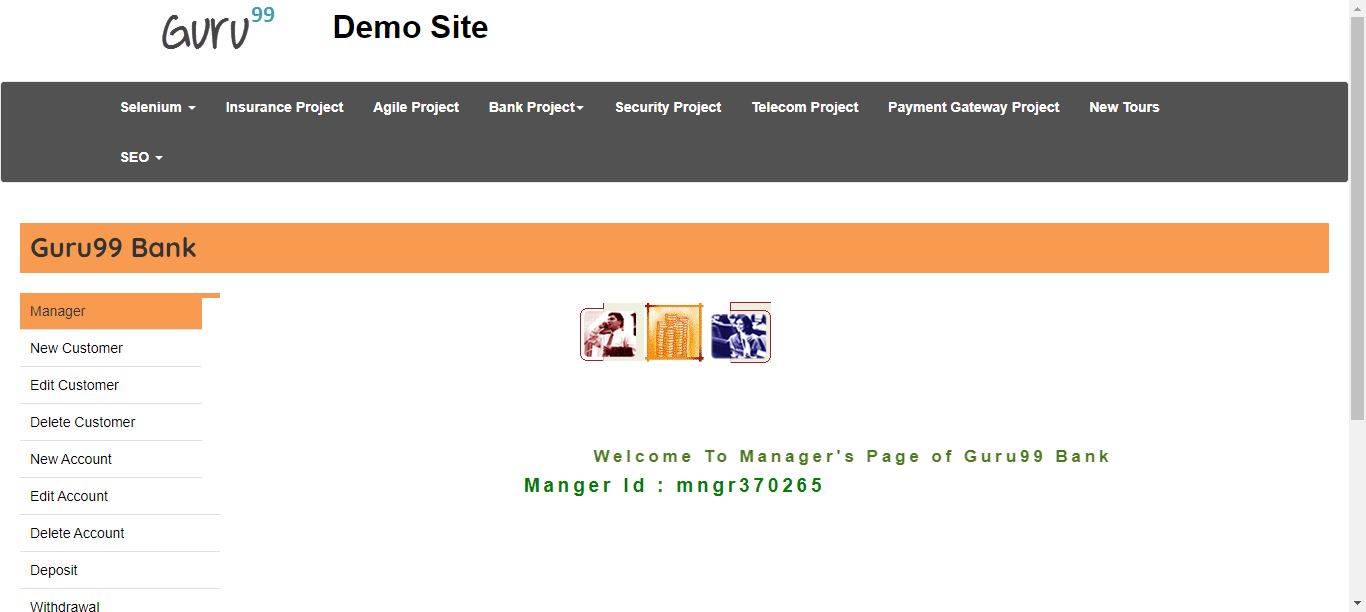 Guru99 Demo Site
Selenium Insurance Project Agile Project Bank Project Security Project Telecom Project Payment Gateway Project New Tours
SEO
Guru99 Bank
Manager
New Customer
Edit Customer
Delete Customer
New Account
Edit Account
Delete Account
Deposit
Withdrawal
Welcome To Manager's Page of Guru99 Bank
Manger Id : mngr370265